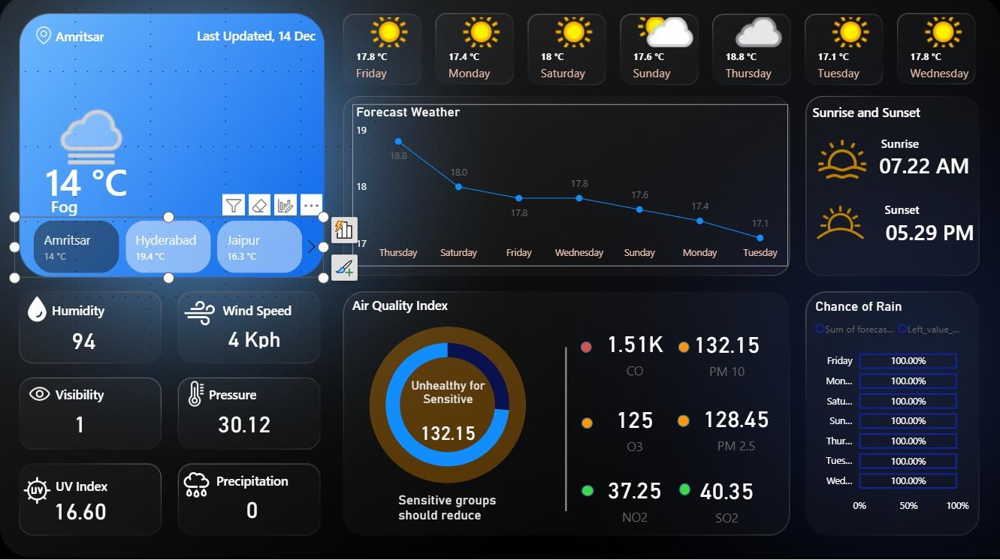 Amritsar
Last Updated, 14 Dec
14 °C
Fog
Amritsar
14 °C
Hyderabad
19.4 °C
Jaipur
16.3 °C
17.8 °C
Friday
17.4 °C
Monday
18 °C
Saturday
17.6 °C
Sunday
18.8 °C
Thursday
17.1 °C
Tuesday
17.8 °C
Wednesday
Forecast Weather
19
18
17
18.8
18.0
17.8
17.8
17.6
17.4
17.1
Thursday
Saturday
Friday
Wednesday
Sunday
Monday
Tuesday
Sunrise and Sunset
Sunrise
07.22 AM
Sunset
05.29 PM
Humidity
94
Wind Speed
4 Kph
Visibility
1
Pressure
30.12
UV
UV Index
16.60
Precipitation
0
Air Quality Index
Unhealthy for
Sensitive
132.15
Sensitive groups
should reduce
1.51K
CO
132.15
PM 10
125
O3
128.45
PM 2.5
37.25
NO2
40.35
SO2
Chance of Rain
Sum of forecas...
Left_value_...
Friday 100.00%
Mon... 100.00%
Satu... 100.00%
Sun... 100.00%
Thur... 100.00%
Tues... 100.00%
Wed... 100.00%
0% 50% 100%